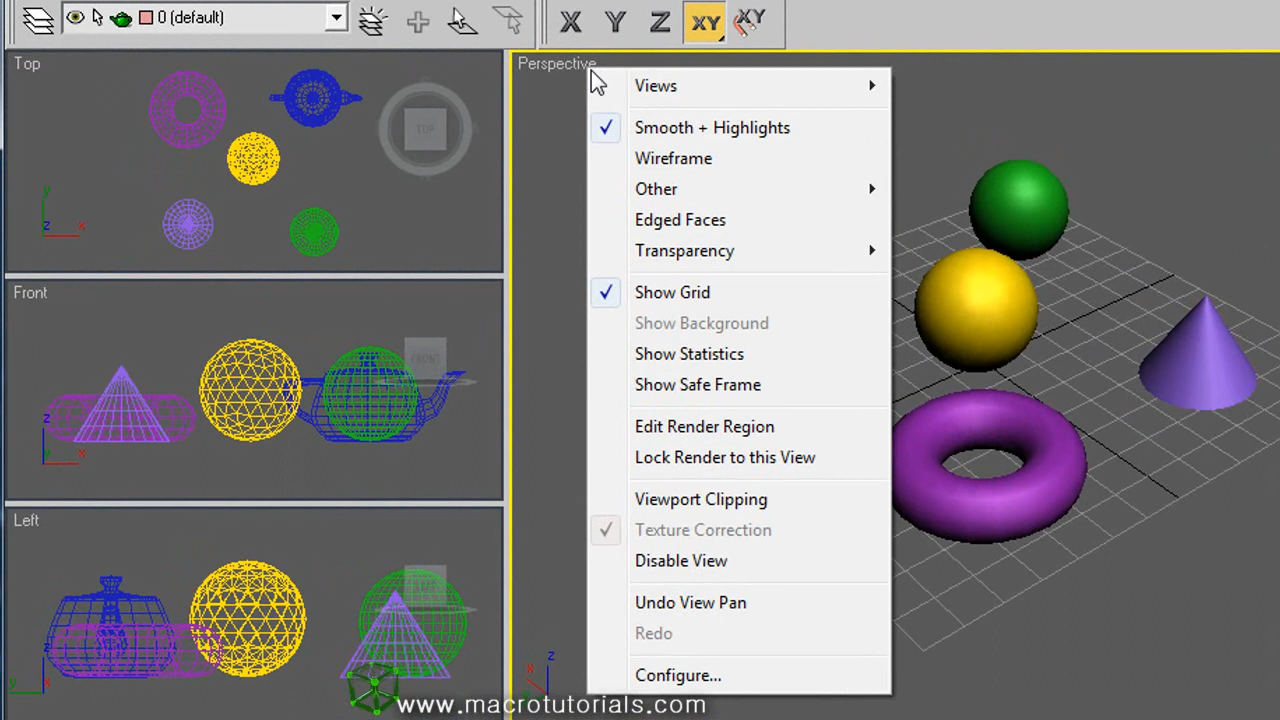 0 (default)
X Y Z XY XY
Top
TOP
y
z x
Front
FRONT
z
y x
Left
z
y x
Perspective
Views
Smooth + Highlights
Wireframe
Other
Edged Faces
Transparency
Show Grid
Show Background
Show Statistics
Show Safe Frame
Edit Render Region
Lock Render to this View
Viewport Clipping
Texture Correction
Disable View
Undo View Pan
Redo
Configure...
z
x
www.macrotutorials.com